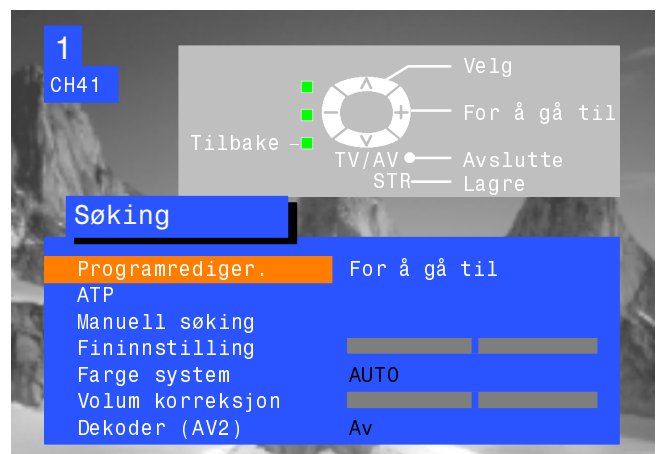 1
CH41
Velg
For å gå til
Tilbake
TV/AV Avslutte
STR Lagre
Søking
Programrediger. For å gå til
ATP
Manuell søking
Fininnstilling
Farge system AUTO
Volum korreksjon
Dekoder (AV2) Av